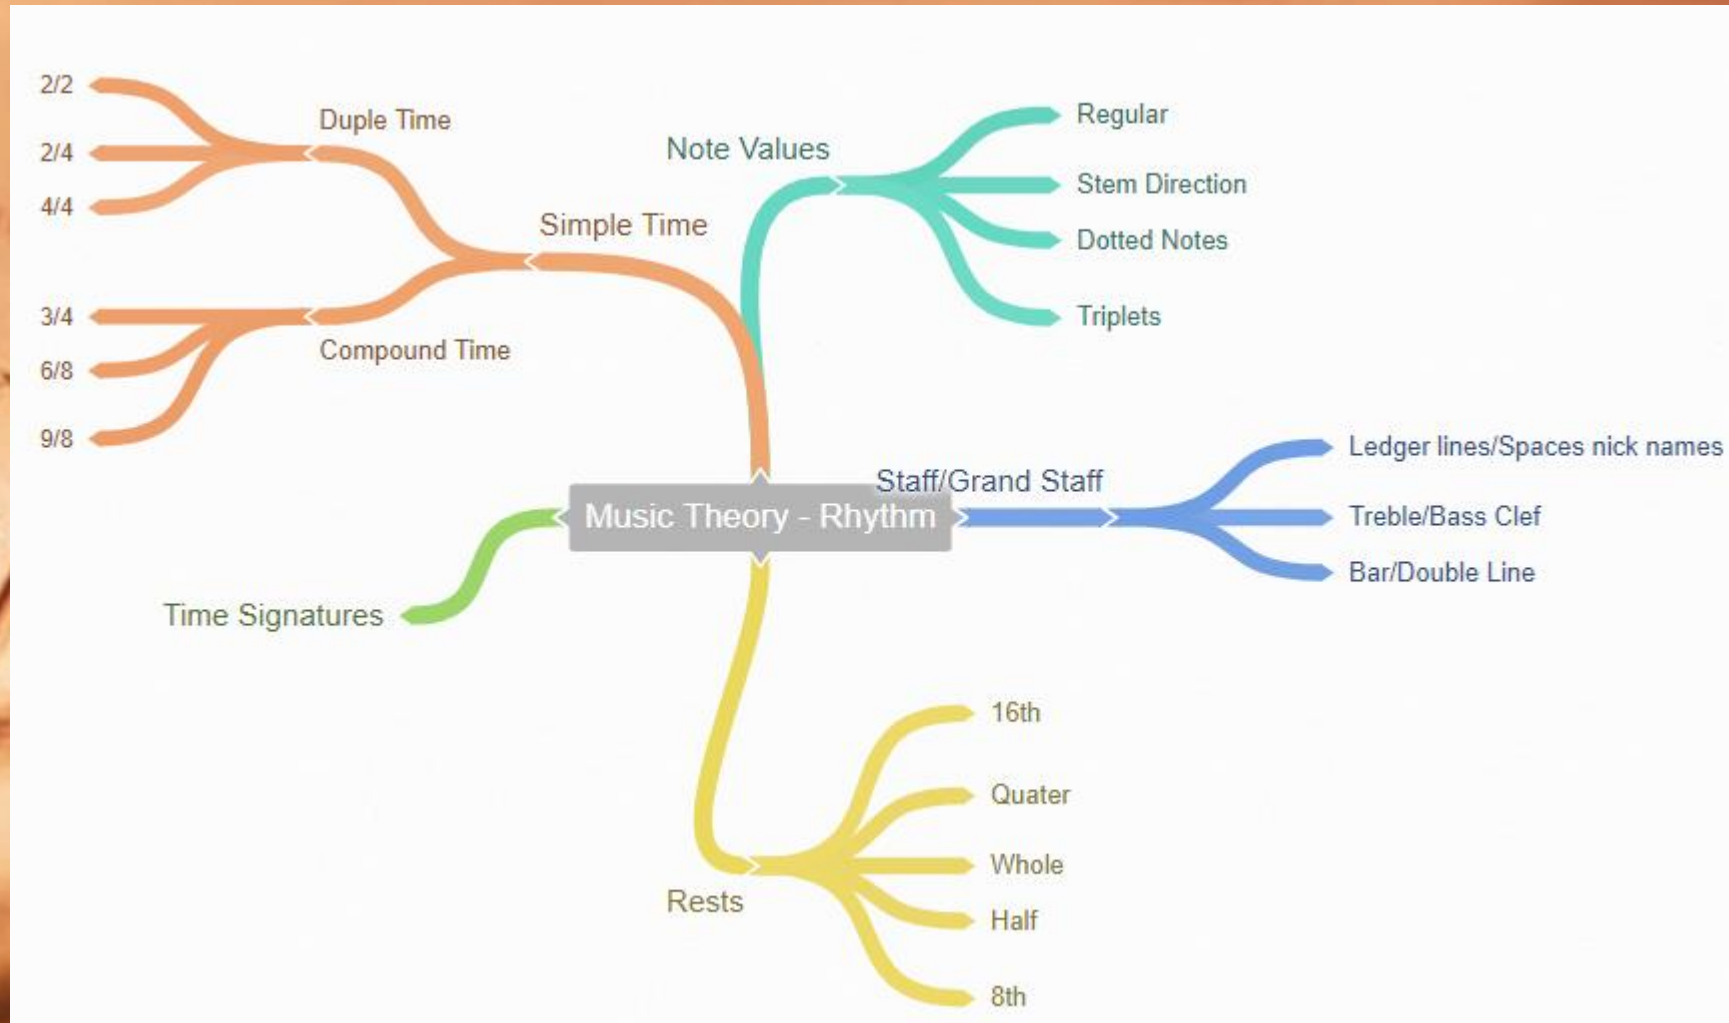 2/2
2/4
4/4
Duple Time
3/4
6/8
9/8
Compound Time
Simple Time
Note Values
Regular
Stem Direction
Dotted Notes
Triplets
Music Theory - Rhythm
Staff/Grand Staff
Ledger lines/Spaces nick names
Treble/Bass Clef
Bar/Double Line
Time Signatures
Rests
16th
Quater
Whole
Half
8th